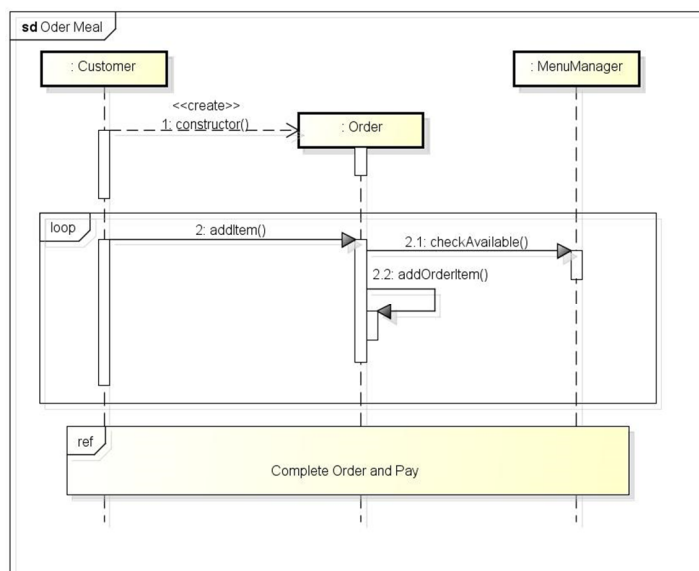 sd Oder Meal
: Customer
: MenuManager
<<create>>
1: constructor()
: Order
loop
2: addItem()
2.1: checkAvailable()
2.2: addOrderItem()
ref
Complete Order and Pay